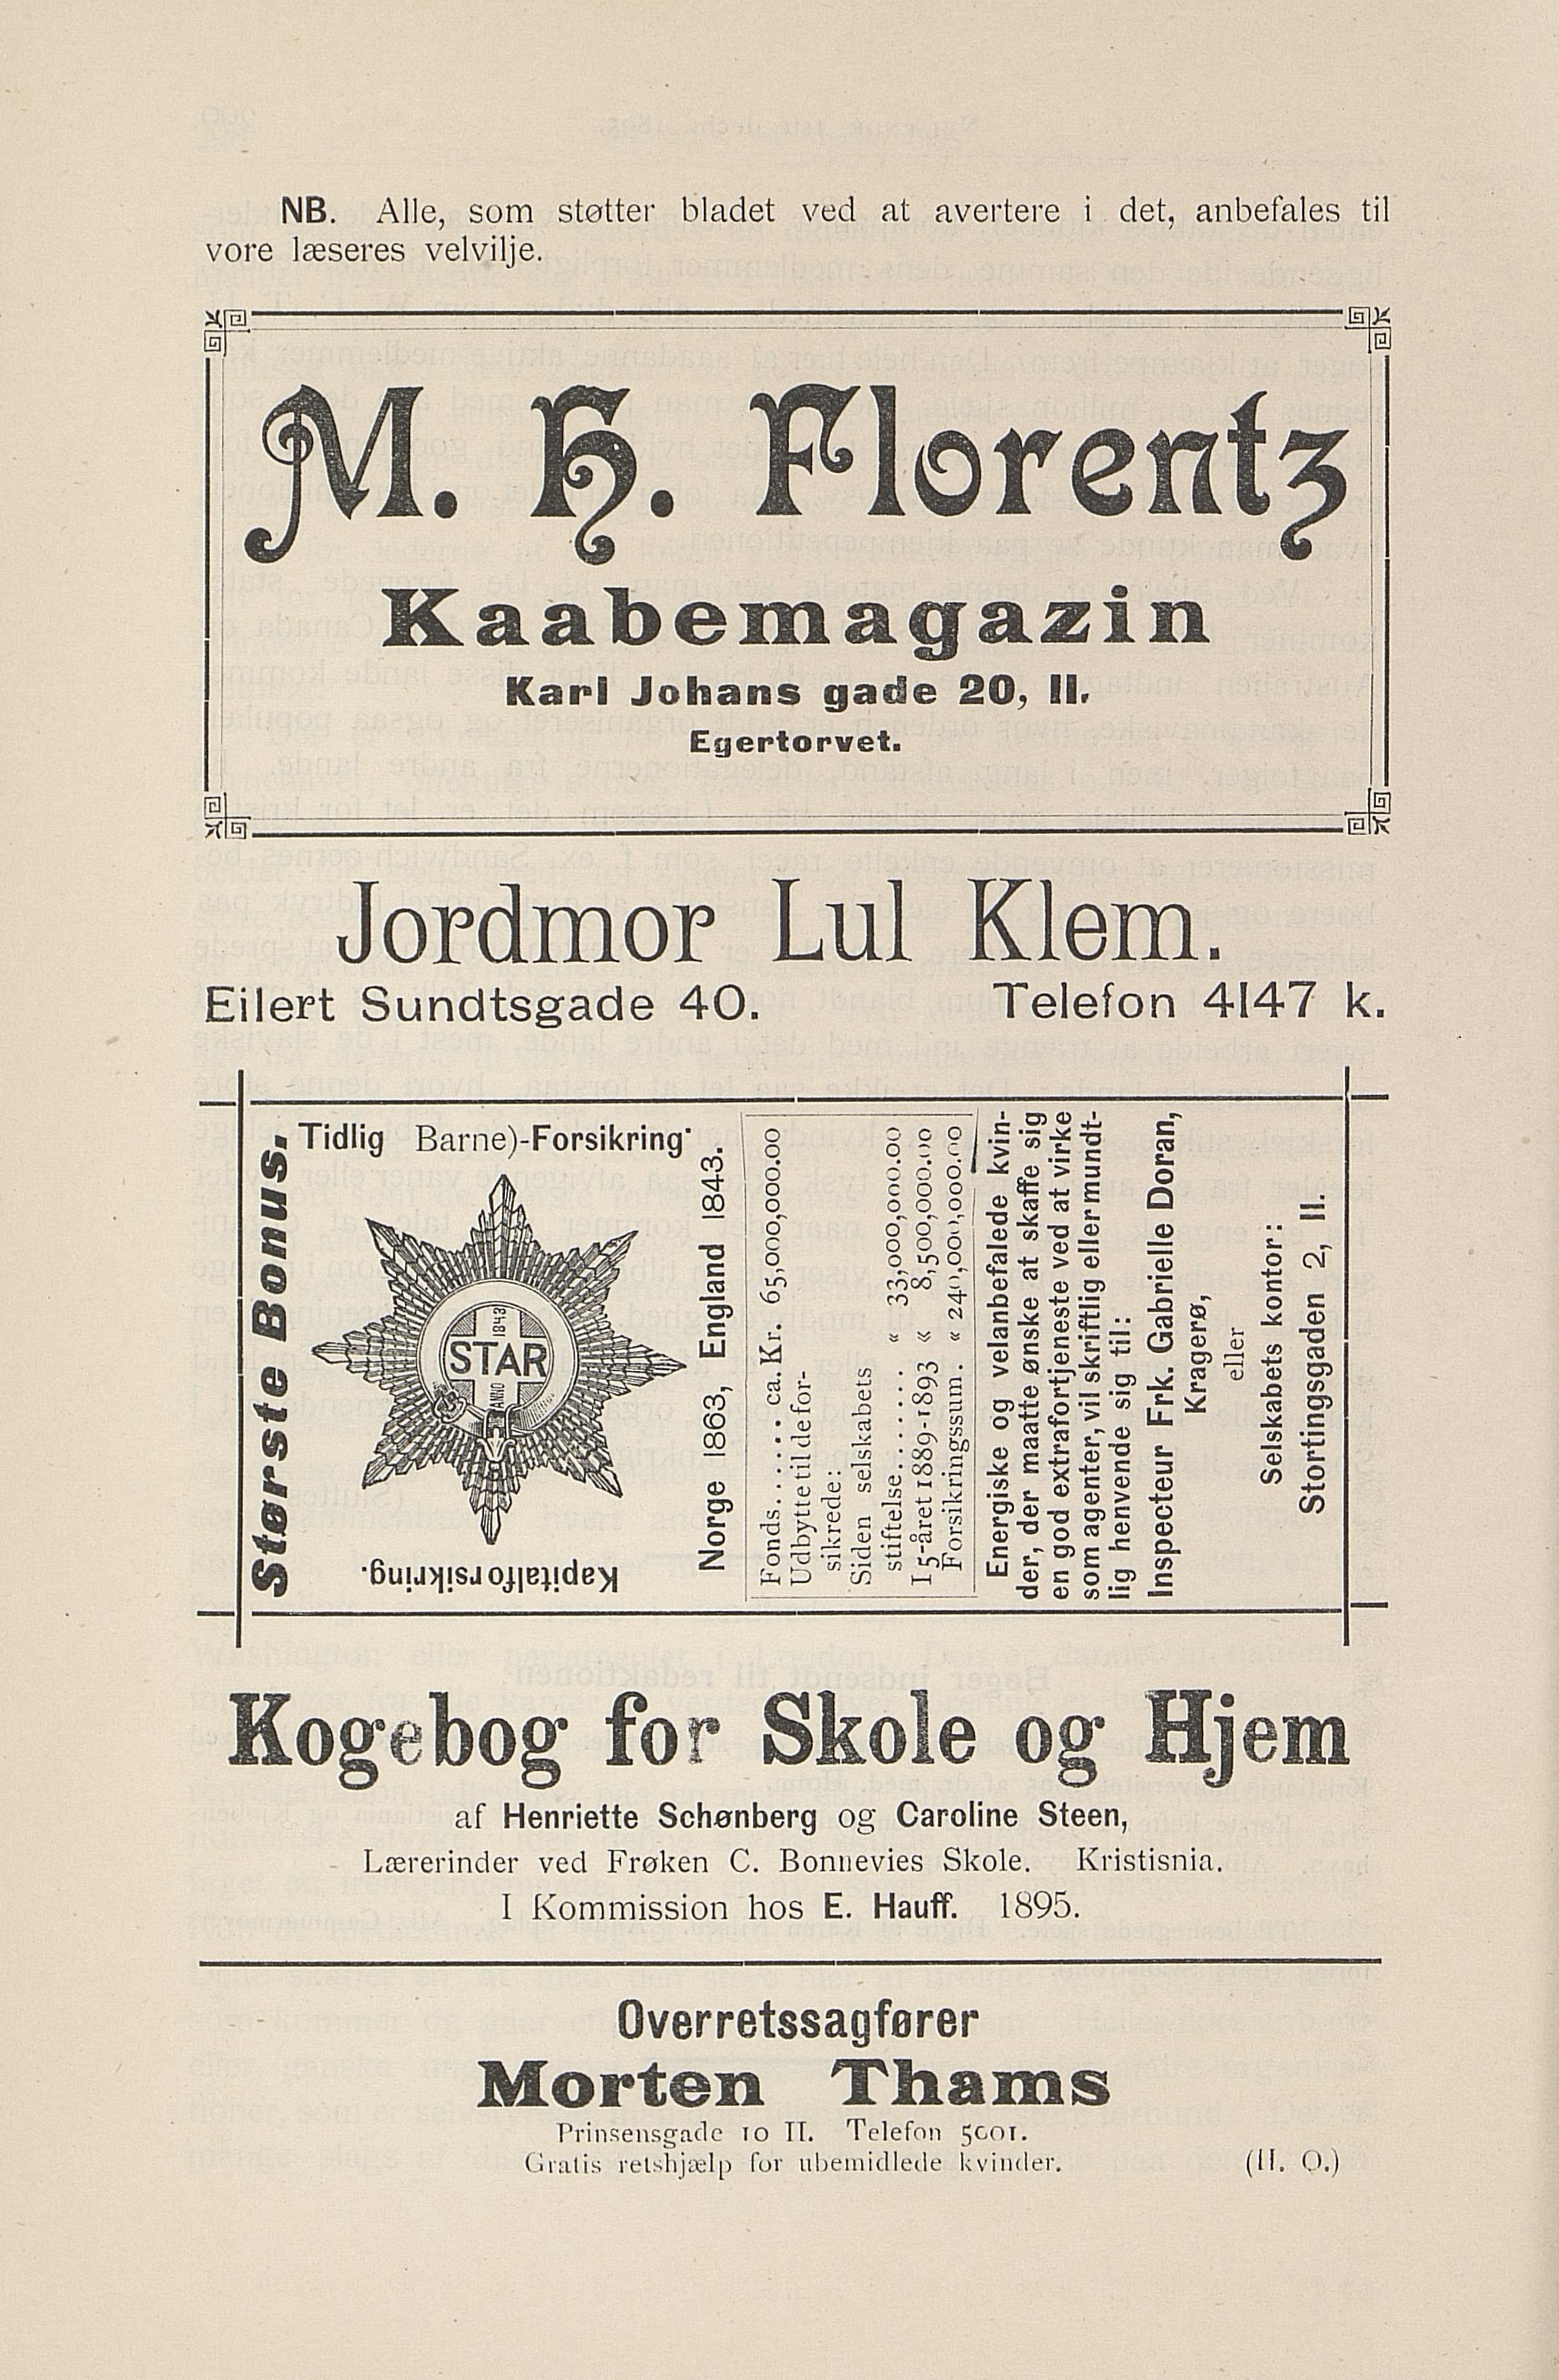 NB. Alle, som støtter bladet ved at avertere i det, anbefales til
vore læseres velvilje.
M. H. Florentz
Kaabemagazin
Karl Johans gade 20, II.
Egertorvet.
Jordmor Lul Klem.
Eilert Sundtsgade 40. Telefon 4147 k.
Største Bonus.
Tidlig Barne)-Forsikring
STAR
ANNO 1843
Kapitalforsikring.
Norge 1863, England 1843.
Fonds...... ca. Kr. 65,000,000.00
Udbytte til de for-
sikrede:
Siden selskabets
stiftelse....... « 33,000,000.00
I 5-året 1889-1893 « 8,500,000.00
Forsikringssum. « 240,000,000.00
Energiske og velanbefalede kvin-
der, der maatte ønske at skaffe sig
en god extrafortjeneste ved at virke
som agenter, vil skriftlig eller mundt-
lig henvende sig til:
Inspecteur Frk. Gabrielle Doran,
Kragerø,
eller
Selskabets kontor:
Stortingsgaden 2, II.
Kogebog for Skole og Hjem
af Henriette Schønberg og Caroline Steen,
Lærerinder ved Frøken C. Bonnevies Skole. Kristisnia.
I Kommission hos E. Hauff. 1895.
Overretssagfører
Morten Thams
Prinsensgade 10 II. Telefon 5001.
Gratis retshjælp for ubemidlede kvinder. (H. O.)